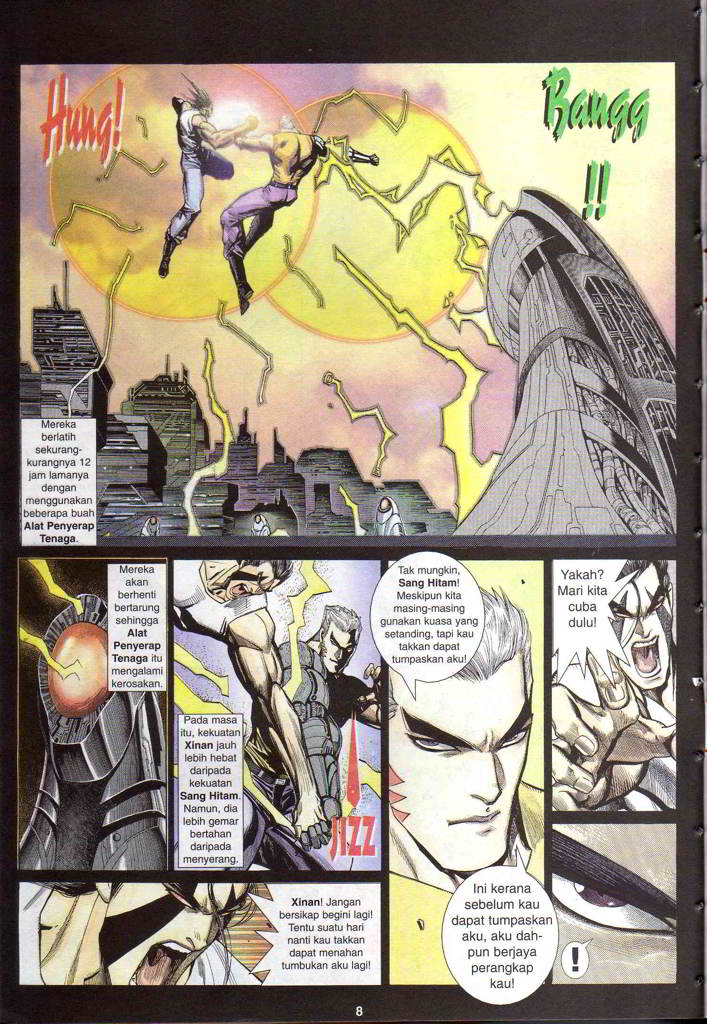 Hung!
Bangg
!!
Mereka
berlatih
sekurang-
kurangnya 12
jam lamanya
dengan
menggunakan
beberapa buah
Alat Penyerap
Tenaga.
Mereka
akan
berhenti
bertarung
sehingga
Alat
Penyerap
Tenaga itu
mengalami
kerosakan.
Pada masa
itu, kekuatan
Xinan jauh
lebih hebat
daripada
kekuatan
Sang Hitam.
Namun, dia
lebih gemar
bertahan
daripada
menyerang.
JIZZ
Tak mungkin,
Sang Hitam!
Meskipun kita
masing-masing
gunakan kuasa yang
setanding, tapi kau
takkan dapat
tumpaskan aku!
Yakah?
Mari kita
cuba
dulu!
Xinan! Jangan
bersikap begini lagi!
Tentu suatu hari
nanti kau takkan
dapat menahan
tumbukan aku lagi!
Ini kerana
sebelum kau
dapat tumpaskan
aku, aku dah-
pun berjaya
perangkap
kau!
!
8